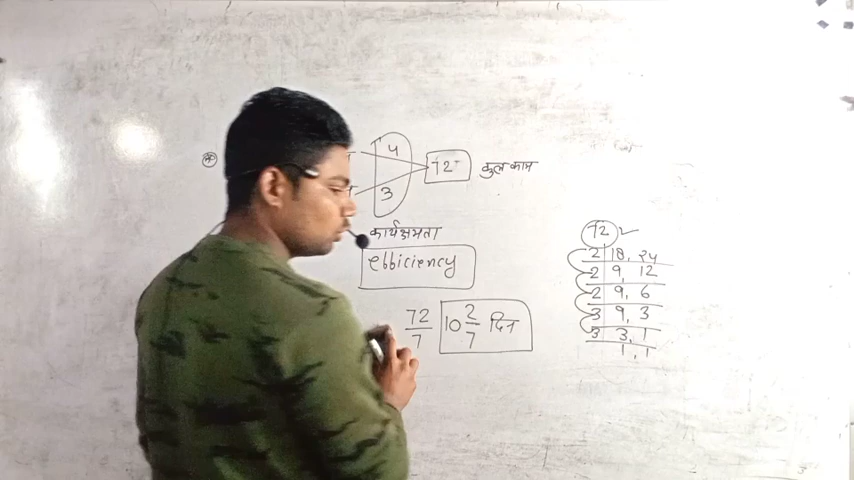 4
72
कुल काम
3
कार्यक्षमता
ebbiciency
72
7
10 2/7 दिन
72 ✓
2 18, 24
2 9, 12
2 9, 6
3 9, 3
3 3, 1
1, 1